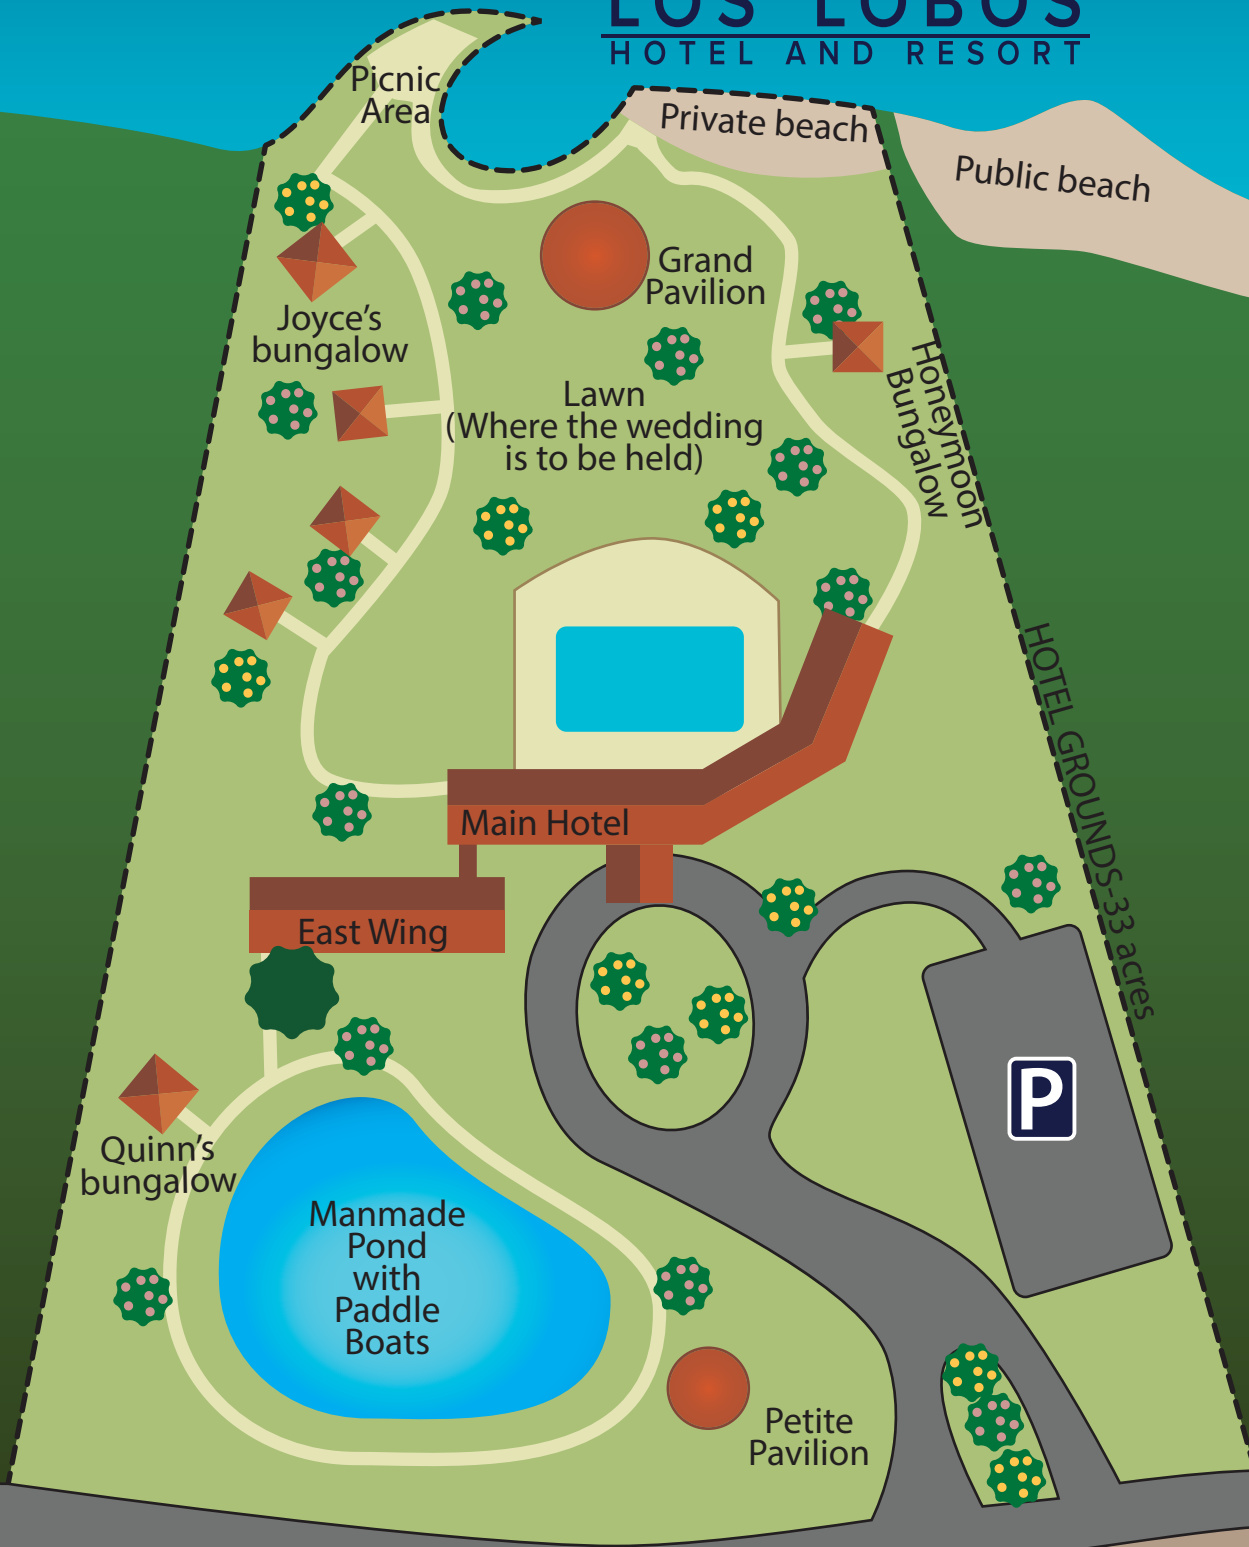 LOS LOBOS
HOTEL AND RESORT
Picnic
Area
Private beach
Public beach
Grand
Pavilion
Joyce's
bungalow
Honeymoon
Bungalow
Lawn
(Where the wedding
is to be held)
HOTEL GROUNDS-33 acres
Main Hotel
East Wing
P
Quinn's
bungalow
Manmade
Pond
with
Paddle
Boats
Petite
Pavilion